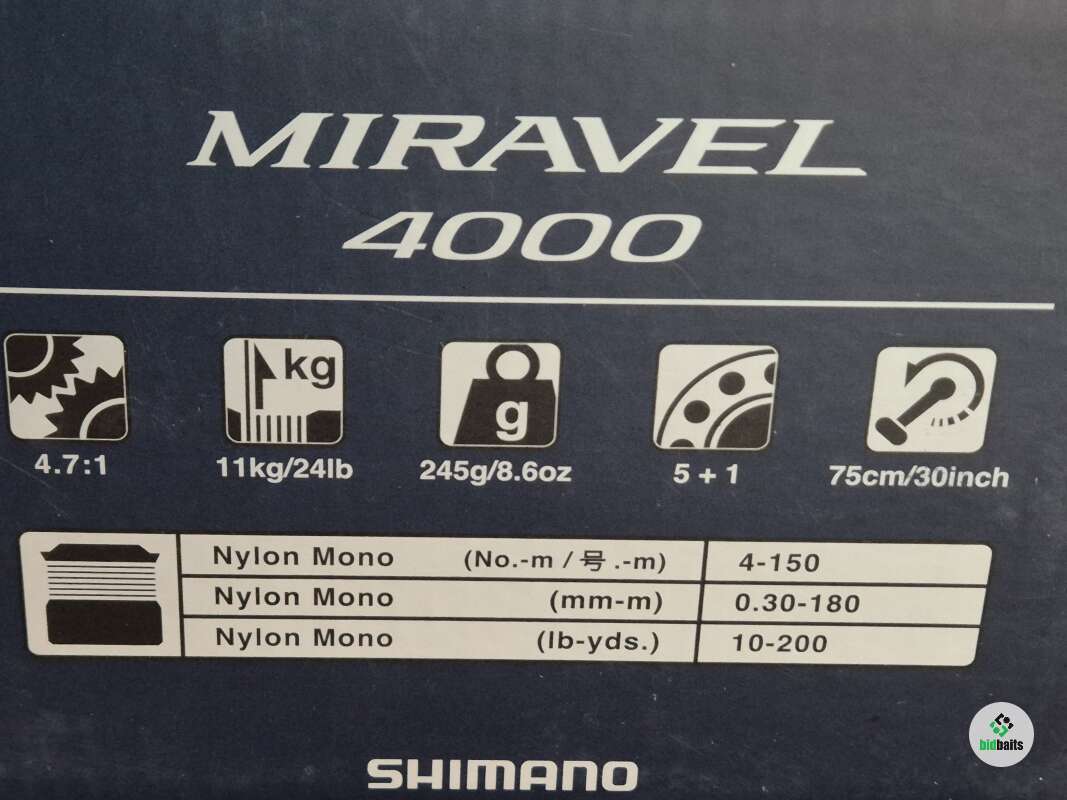 MIRAVEL
4000
kg
g
4.7:1
11kg/24lb
245g/8.6oz
5 + 1
75cm/30inch
Nylon Mono (No.-m / 号.-m) 4-150
Nylon Mono (mm-m) 0.30-180
Nylon Mono (lb-yds.) 10-200
bidbaits
SHIMANO